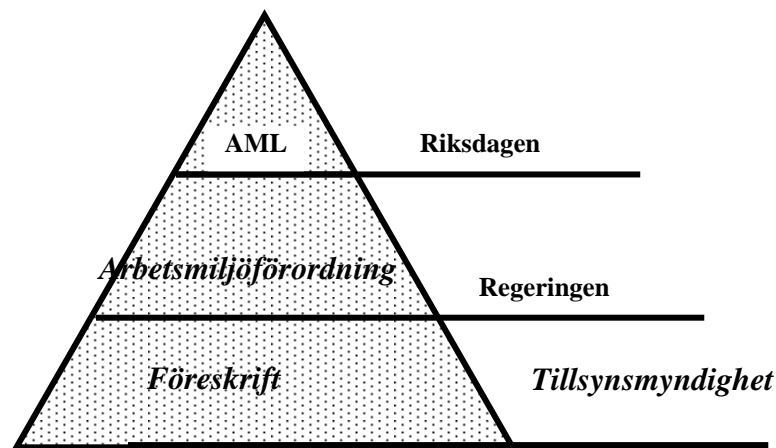 AML Riksdagen
Arbetsmiljöförordning
Regeringen
Föreskrift Tillsynsmyndighet